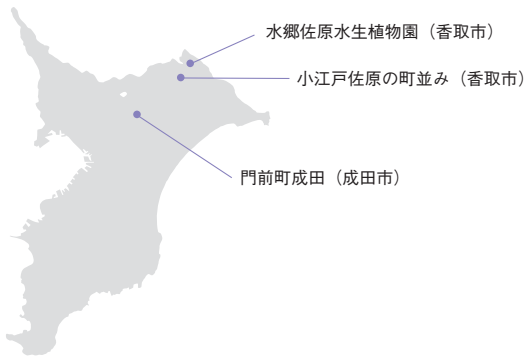 水郷佐原水生植物園（香取市）
小江戸佐原の町並み（香取市）
門前町成田（成田市）